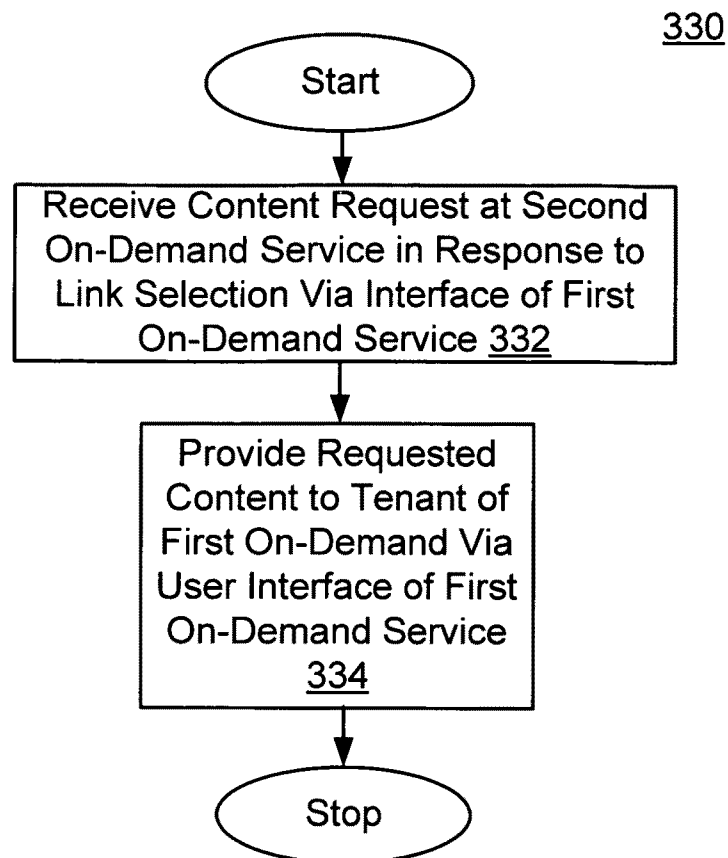 330
Start
Receive Content Request at Second
On-Demand Service in Response to
Link Selection Via Interface of First
On-Demand Service 332
Provide Requested
Content to Tenant of
First On-Demand Via
User Interface of First
On-Demand Service
334
Stop